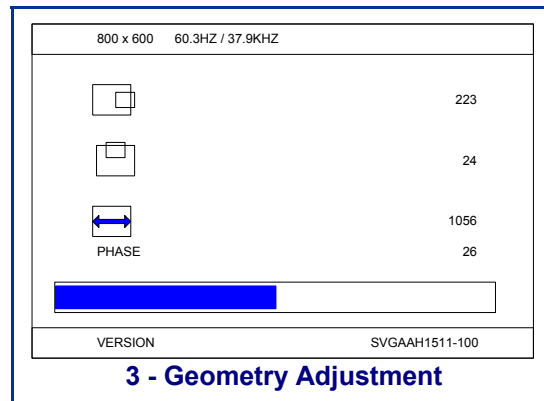 800 x 600 60.3HZ / 37.9KHZ
223
24
1056
PHASE 26
VERSION SVGAAH1511-100
3 - Geometry Adjustment